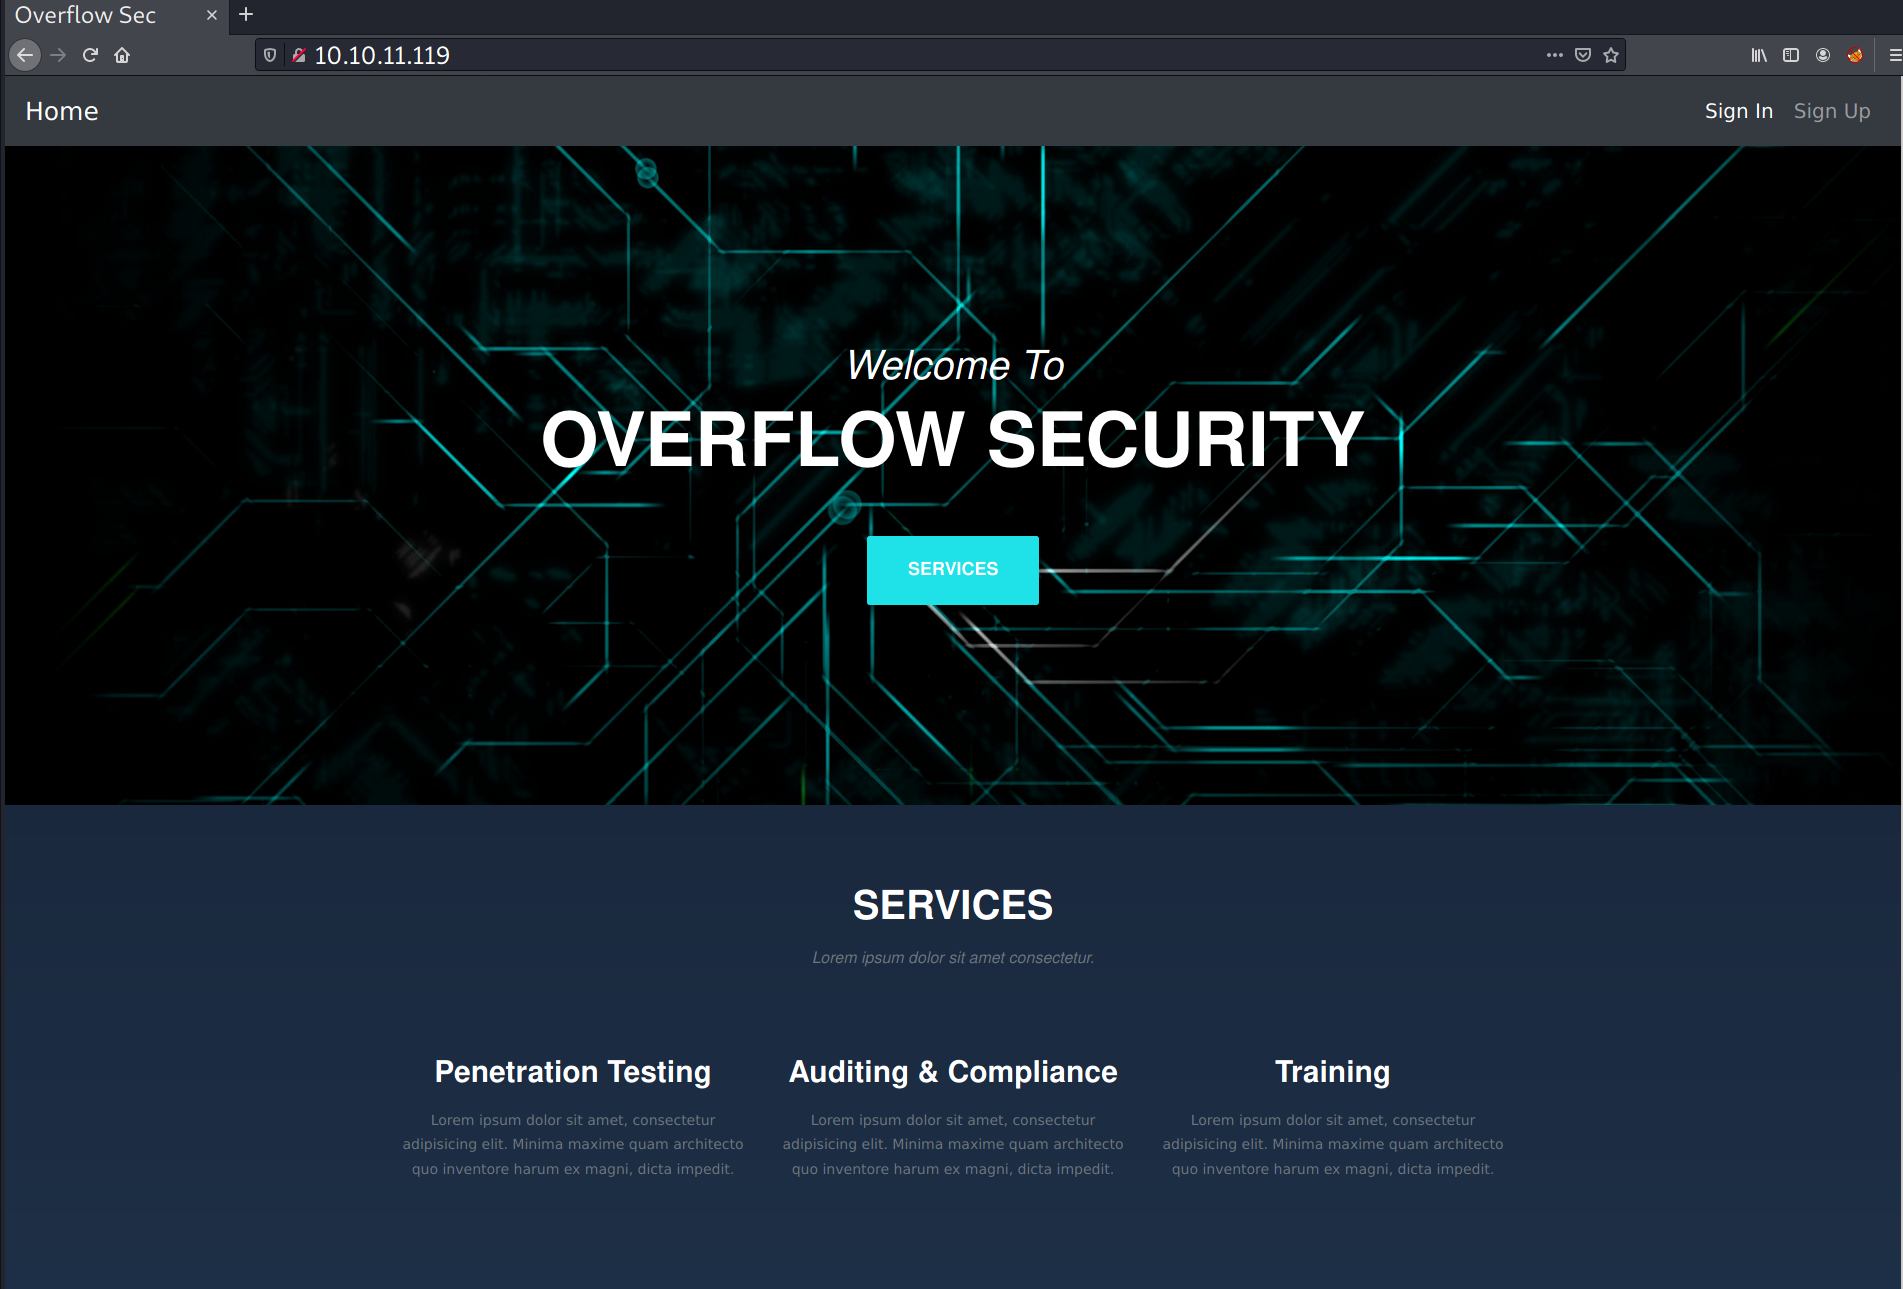 Overflow Sec
10.10.11.119
Home
Sign In
Sign Up
Welcome To
OVERFLOW SECURITY
SERVICES
SERVICES
Lorem ipsum dolor sit amet consectetur.
Penetration Testing
Lorem ipsum dolor sit amet, consectetur
adipisicing elit. Minima maxime quam architecto
quo inventore harum ex magni, dicta impedit.
Auditing & Compliance
Lorem ipsum dolor sit amet, consectetur
adipisicing elit. Minima maxime quam architecto
quo inventore harum ex magni, dicta impedit.
Training
Lorem ipsum dolor sit amet, consectetur
adipisicing elit. Minima maxime quam architecto
quo inventore harum ex magni, dicta impedit.